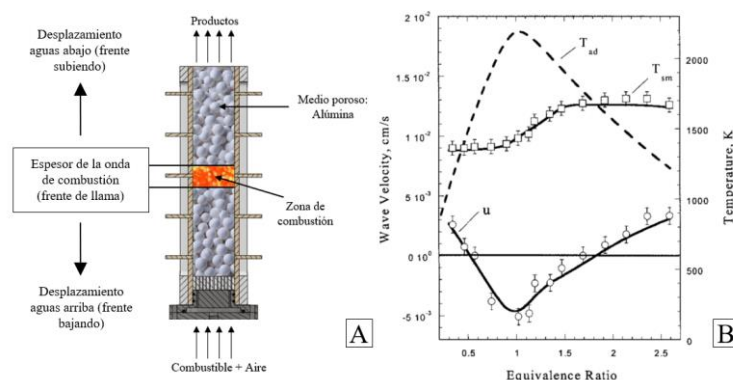 Productos
Desplazamiento
aguas abajo (frente
subiendo)
Medio poroso:
Alúmina
Espesor de la onda
de combustión
(frente de llama)
Zona de
combustión
Desplazamiento
aguas arriba (frente
bajando)
Combustible + Aire
A
2 10⁻²
1.5 10⁻²
1 10⁻²
5 10⁻³
0 10⁰
-5 10⁻³
Wave Velocity, cm/s
T_ad
T_sm
u
2000
1500
1000
500
0
Temperature, K
0.5
1
1.5
2
2.5
Equivalence Ratio
B